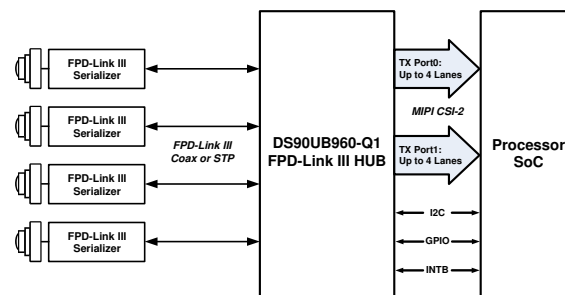 FPD-Link III
Serializer
FPD-Link III
Serializer
FPD-Link III
Serializer
FPD-Link III
Serializer
FPD-Link III
Coax or STP
DS90UB960-Q1
FPD-Link III HUB
TX Port0:
Up to 4 Lanes
MIPI CSI-2
TX Port1:
Up to 4 Lanes
I2C
GPIO
INTB
Processor
SoC